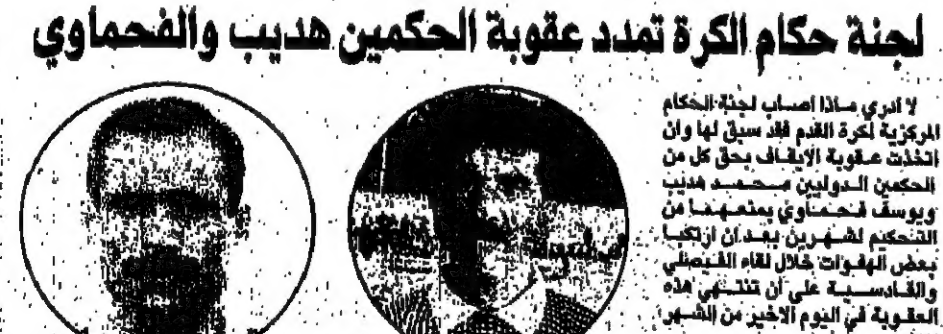 لجنة حكام الكرة تمدد عقوبة الحكمين هديب والفحماوي
لا ادري ماذا اصاب لجنة الحكام
المركزية لكرة القدم فقد سبق لها وان
اتخذت عقوبة الايقاف بحق كل من
الحكمين الدوليين محمد هديب
ويوسف فحماوي بمنعهما من
التحكيم لشهرين بعد ان ارتكبا
بعض الهفوات خلال لقاء الفيصلي
والقادسية على ان تنتهي هذه
العقوبة في اليوم الاخير من الشهر